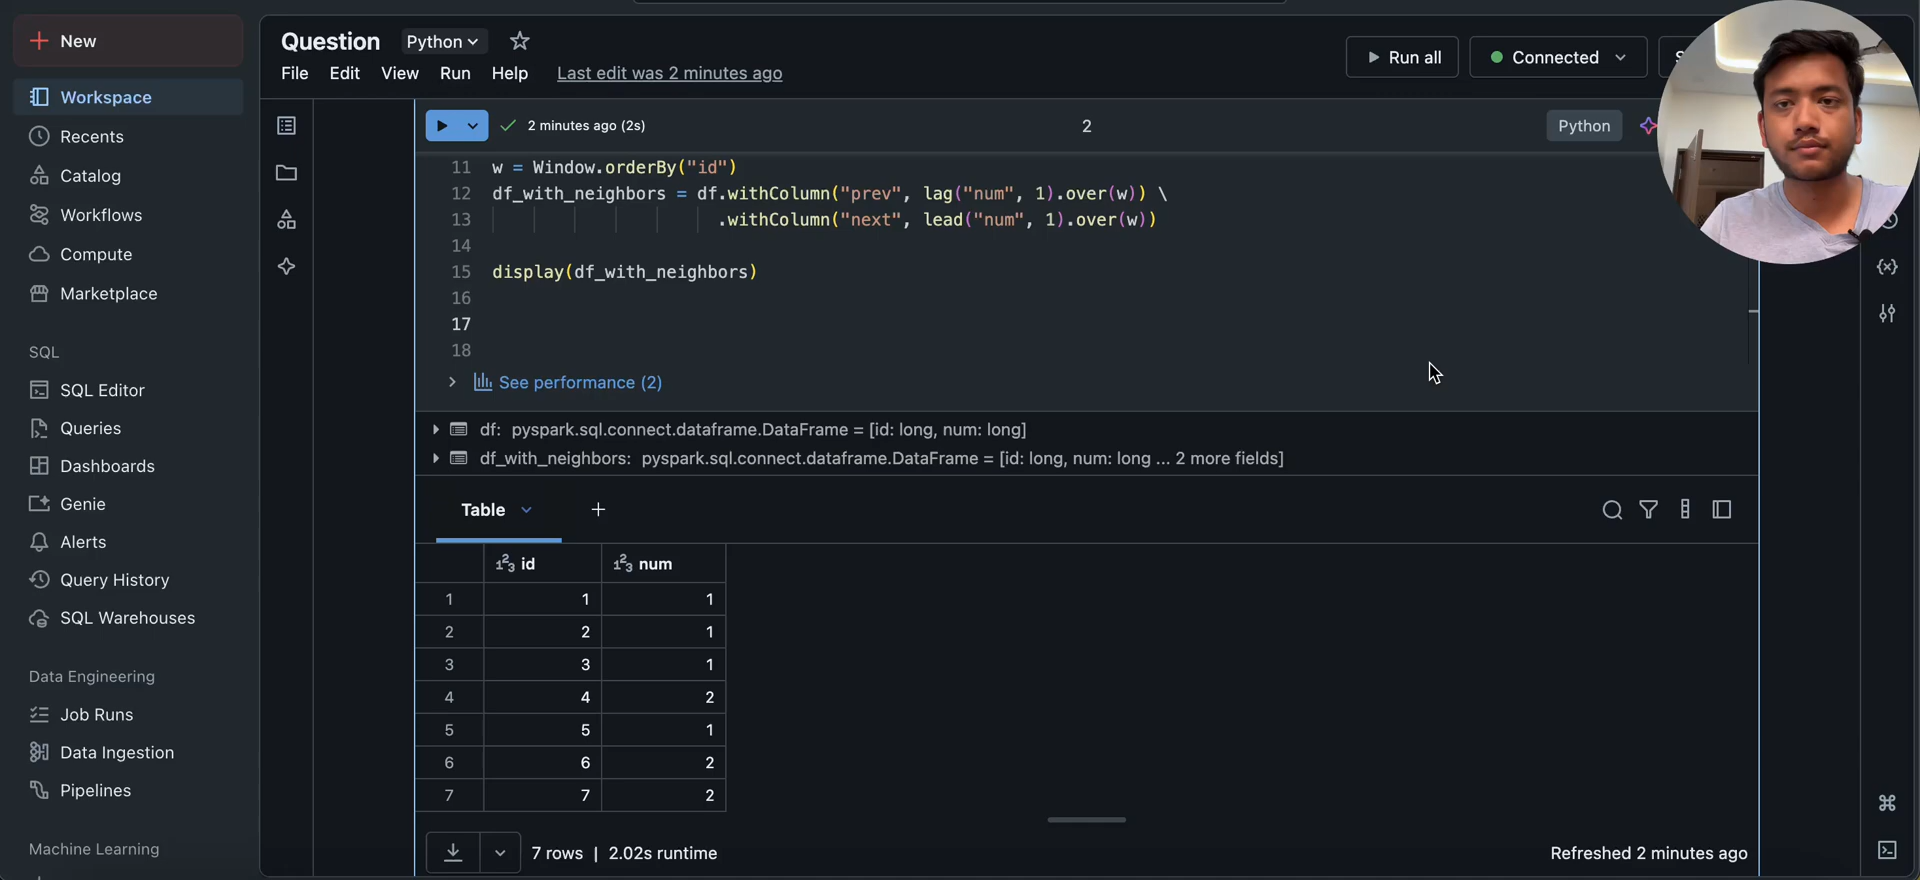 New
Workspace
Recents
Catalog
Workflows
Compute
Marketplace
SQL
SQL Editor
Queries
Dashboards
Genie
Alerts
Query History
SQL Warehouses
Data Engineering
Job Runs
Data Ingestion
Pipelines
Machine Learning
Question Python
File Edit View Run Help Last edit was 2 minutes ago
Run all Connected
2 minutes ago (2s) 2 Python
11 w = Window.orderBy("id")
12 df_with_neighbors = df.withColumn("prev", lag("num", 1).over(w)) \
13 .withColumn("next", lead("num", 1).over(w))
14
15 display(df_with_neighbors)
16
17
18
See performance (2)
df: pyspark.sql.connect.dataframe.DataFrame = [id: long, num: long]
df_with_neighbors: pyspark.sql.connect.dataframe.DataFrame = [id: long, num: long ... 2 more fields]
Table +
123 id 123 num
1 1 1
2 2 1
3 3 1
4 4 2
5 5 1
6 6 2
7 7 2
7 rows | 2.02s runtime Refreshed 2 minutes ago